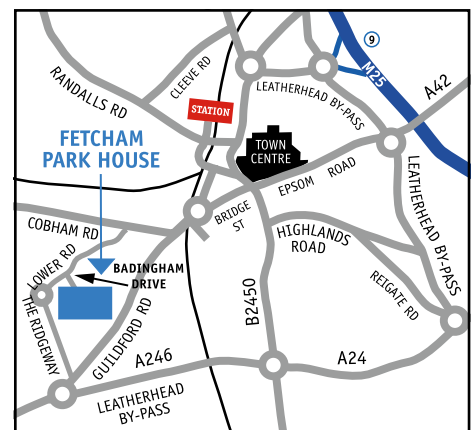 9
M25
CLEEVE RD
RANDALLS RD
STATION
LEATHERHEAD BY-PASS
A42
FETCHAM
PARK HOUSE
TOWN
CENTRE
EPSOM ROAD
LEATHERHEAD BY-PASS
BRIDGE
ST
COBHAM RD
HIGHLANDS
ROAD
LOWER RD
BADINGHAM
DRIVE
REIGATE RD
THE RIDGEWAY
GUILDFORD RD
B2450
A246
A24
LEATHERHEAD
BY-PASS